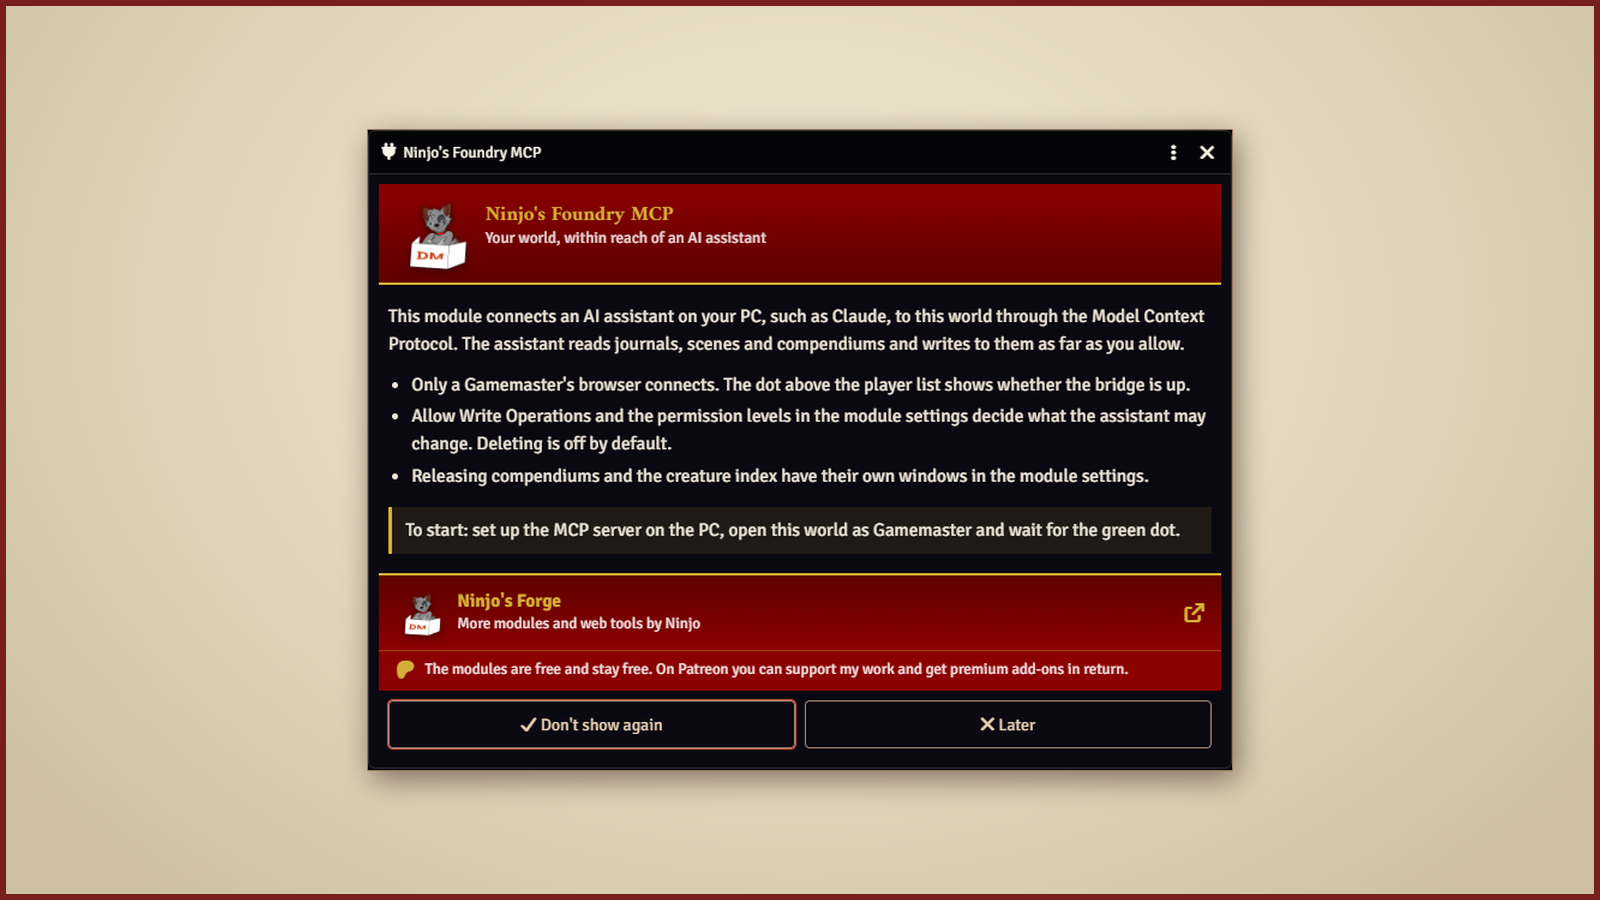 Ninjo's Foundry MCP
DM
Ninjo's Foundry MCP
Your world, within reach of an AI assistant
This module connects an AI assistant on your PC, such as Claude, to this world through the Model Context
Protocol. The assistant reads journals, scenes and compendiums and writes to them as far as you allow.
• Only a Gamemaster's browser connects. The dot above the player list shows whether the bridge is up.
• Allow Write Operations and the permission levels in the module settings decide what the assistant may
change. Deleting is off by default.
• Releasing compendiums and the creature index have their own windows in the module settings.
To start: set up the MCP server on the PC, open this world as Gamemaster and wait for the green dot.
DM
Ninjo's Forge
More modules and web tools by Ninjo
The modules are free and stay free. On Patreon you can support my work and get premium add-ons in return.
Don't show again
Later